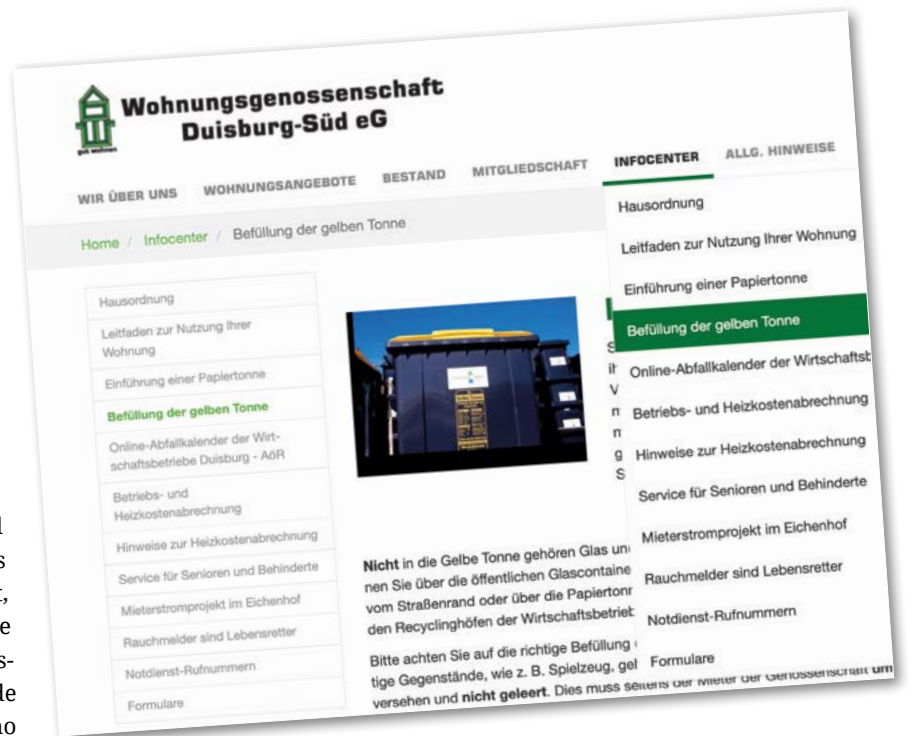 Wohnungsgenossenschaft
Duisburg-Süd eG
gut wohnen
WIR ÜBER UNS WOHNUNGSANGEBOTE BESTAND MITGLIEDSCHAFT INFOCENTER ALLG. HINWEISE
Home / Infocenter / Befüllung der gelben Tonne
Hausordnung
Leitfaden zur Nutzung Ihrer
Wohnung
Einführung einer Papiertonne
Befüllung der gelben Tonne
Online-Abfallkalender der Wirt-
schaftsbetriebe Duisburg - AöR
Betriebs- und
Heizkostenabrechnung
Hinweise zur Heizkostenabrechnung
Service für Senioren und Behinderte
Mieterstromprojekt im Eichenhof
Rauchmelder sind Lebensretter
Notdienst-Rufnummern
Formulare
Hausordnung
Leitfaden zur Nutzung Ihrer Wohnung
Einführung einer Papiertonne
Befüllung der gelben Tonne
Online-Abfallkalender der Wirtschaftsb
Betriebs- und Heizkostenabrechnung
Hinweise zur Heizkostenabrechnung
Service für Senioren und Behinderte
Mieterstromprojekt im Eichenhof
Rauchmelder sind Lebensretter
Notdienst-Rufnummern
Formulare
Nicht in die Gelbe Tonne gehören Glas un
nen Sie über die öffentlichen Glascontaine
vom Straßenrand oder über die Papiertonn
den Recyclinghöfen der Wirtschaftsbetrieb
Bitte achten Sie auf die richtige Befüllung
tige Gegenstände, wie z. B. Spielzeug, gel
versehen und nicht geleert. Dies muss seitens der Mieter der Genossenschaft um